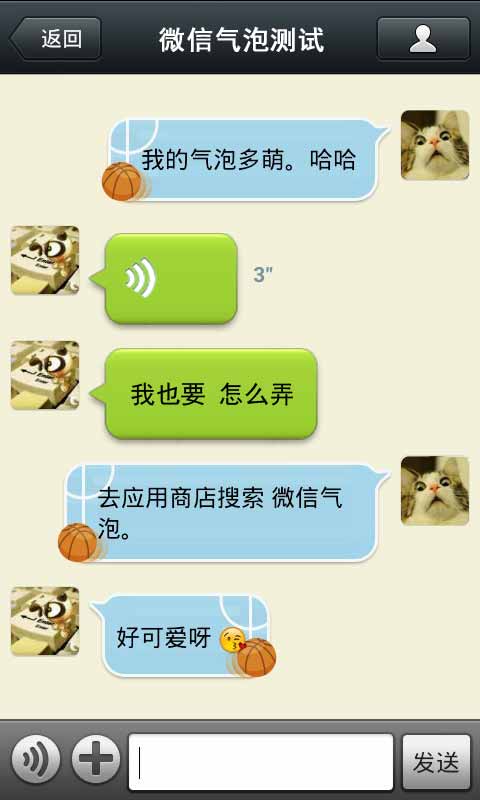 返回
微信气泡测试
我的气泡多萌。哈哈
3"
我也要 怎么弄
去应用商店搜索 微信气
泡。
好可爱呀
发送